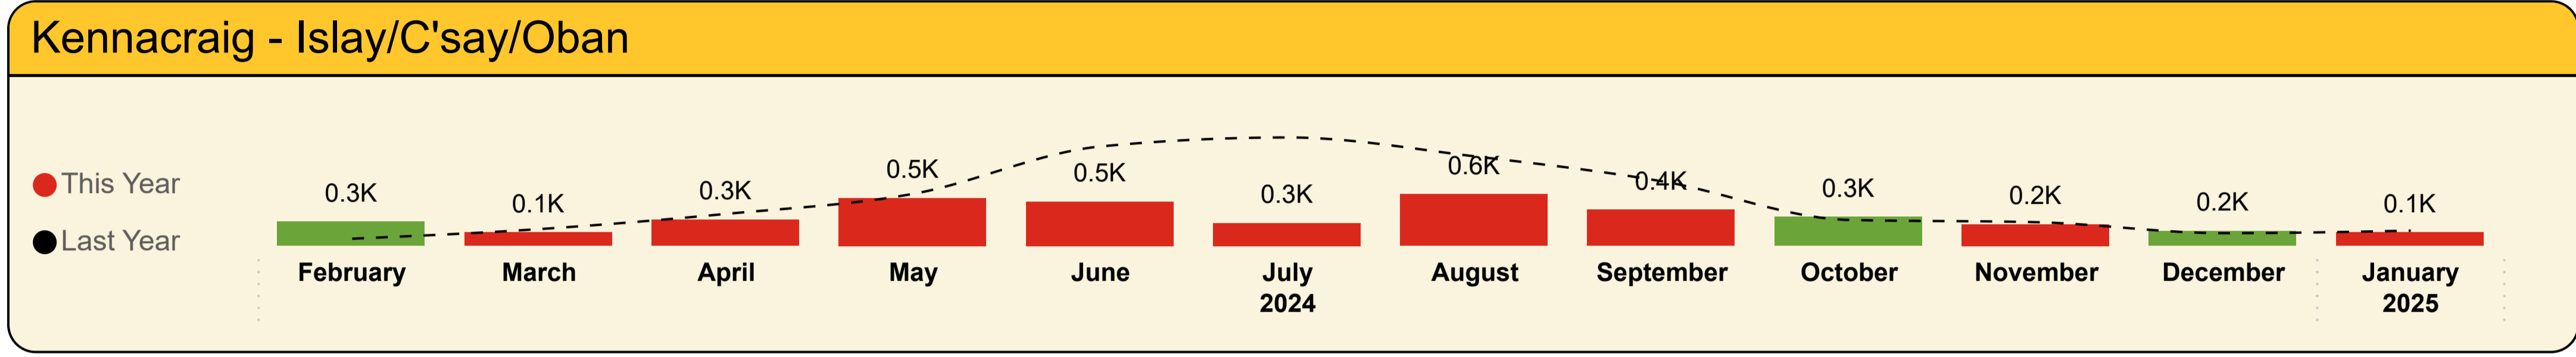 Kennacraig - Islay/C'say/Oban
This Year
Last Year
0.3K
0.1K
0.3K
0.5K
0.5K
0.3K
0.6K
0.4K
0.3K
0.2K
0.2K
0.1K
February
March
April
May
June
July
August
September
October
November
December
January
2024
2025